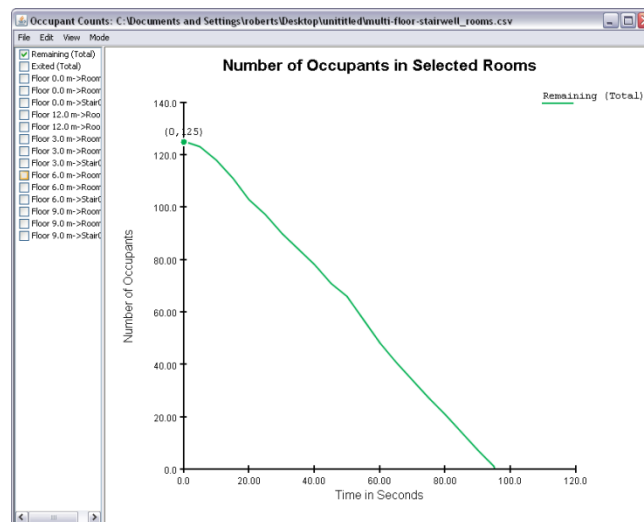 Occupant Counts: C:\Documents and Settings\roberts\Desktop\unititled\multi-floor-stairwell_rooms.csv
File Edit View Mode
Remaining (Total)
Exited (Total)
Floor 0.0 m->Room
Floor 0.0 m->Room
Floor 0.0 m->StairC
Floor 12.0 m->Roo
Floor 12.0 m->Roo
Floor 3.0 m->Room
Floor 3.0 m->Room
Floor 3.0 m->StairC
Floor 6.0 m->Room
Floor 6.0 m->Room
Floor 6.0 m->StairC
Floor 9.0 m->Room
Floor 9.0 m->Room
Floor 9.0 m->StairC
Number of Occupants in Selected Rooms
Remaining (Total)
140.0
(0,125)
120.0
100.0
80.00
60.00
40.00
20.00
0.0
Number of Occupants
0.0 20.00 40.00 60.00 80.00 100.0 120.0
Time in Seconds